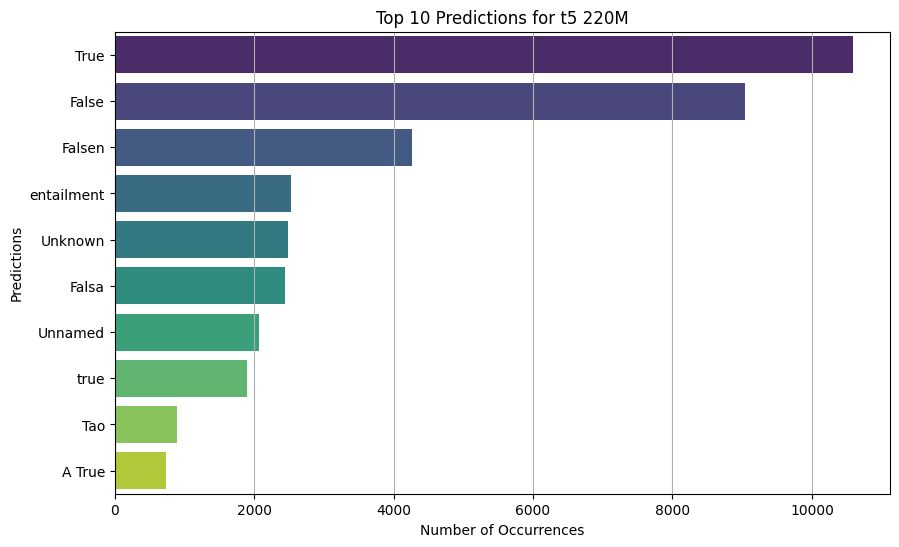 Top 10 Predictions for t5 220M
Predictions
True
False
Falsen
entailment
Unknown
Falsa
Unnamed
true
Tao
A True
0 2000 4000 6000 8000 10000
Number of Occurrences